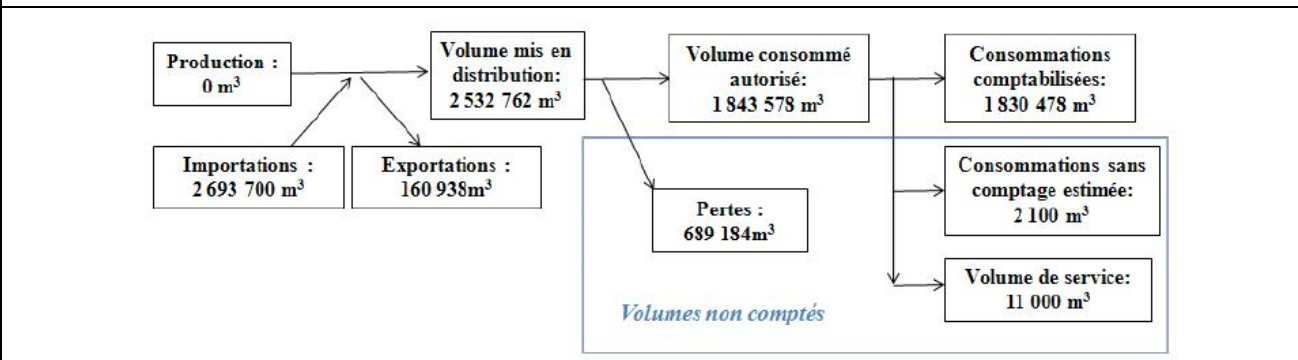 Production :
0 m³
Volume mis en
distribution:
2 532 762 m³
Volume consommé
autorisé:
1 843 578 m³
Consommations
comptabilisées:
1 830 478 m³
Importations :
2 693 700 m³
Exportations :
160 938m³
Pertes :
689 184m³
Consommations sans
comptage estimée:
2 100 m³
Volume de service:
11 000 m³
Volumes non comptés